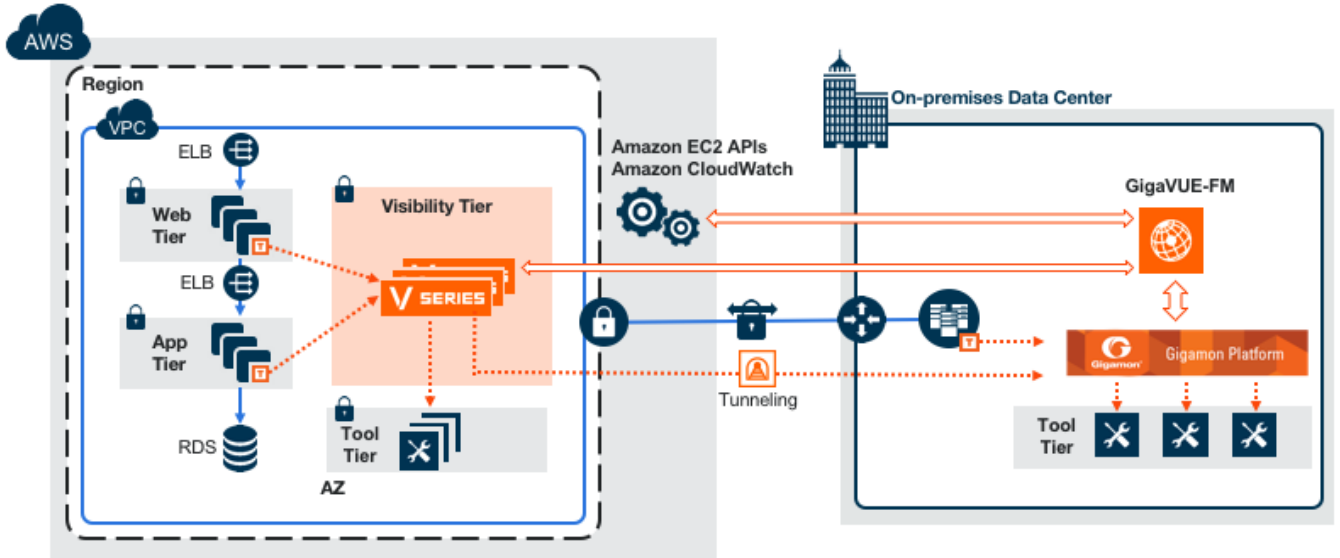 AWS
Region
VPC
ELB
Web
Tier
T
ELB
App
Tier
T
RDS
Visibility Tier
V SERIES
Tool
Tier
AZ
Amazon EC2 APIs
Amazon CloudWatch
Tunneling
On-premises Data Center
GigaVUE-FM
T
G
Gigamon®
Gigamon Platform
Tool
Tier